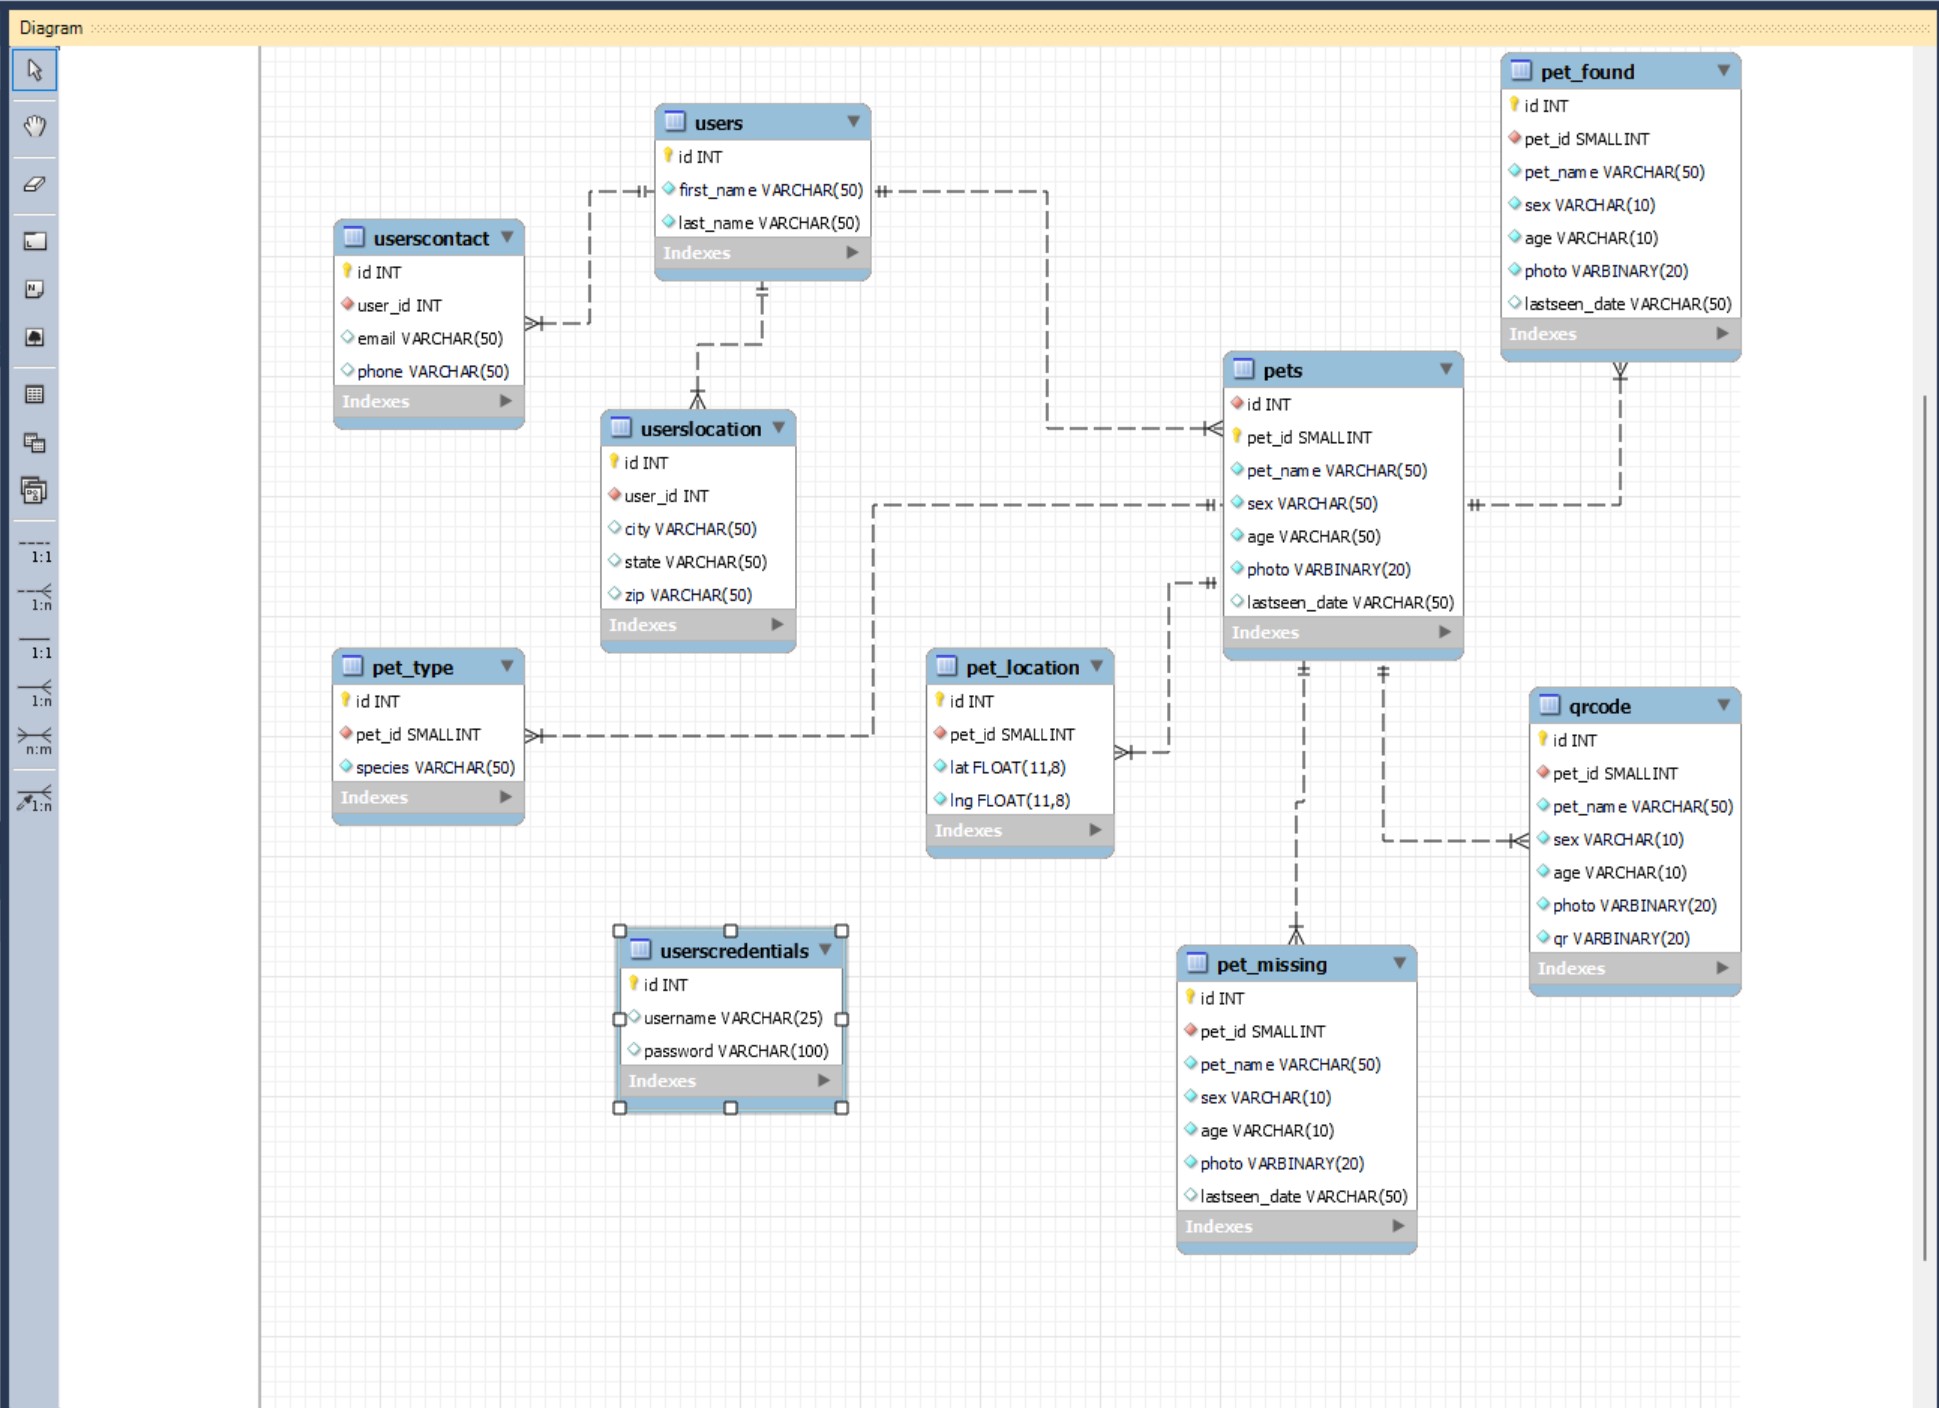 Diagram
1:1
1:n
1:1
1:n
n:m
1:n
users
id INT
first_name VARCHAR(50)
last_name VARCHAR(50)
Indexes
userscontact
id INT
user_id INT
email VARCHAR(50)
phone VARCHAR(50)
Indexes
userslocation
id INT
user_id INT
city VARCHAR(50)
state VARCHAR(50)
zip VARCHAR(50)
Indexes
pet_found
id INT
pet_id SMALLINT
pet_name VARCHAR(50)
sex VARCHAR(10)
age VARCHAR(10)
photo VARBINARY(20)
lastseen_date VARCHAR(50)
Indexes
pets
id INT
pet_id SMALLINT
pet_name VARCHAR(50)
sex VARCHAR(50)
age VARCHAR(50)
photo VARBINARY(20)
lastseen_date VARCHAR(50)
Indexes
pet_type
id INT
pet_id SMALLINT
species VARCHAR(50)
Indexes
pet_location
id INT
pet_id SMALLINT
lat FLOAT(11,8)
lng FLOAT(11,8)
Indexes
qrcode
id INT
pet_id SMALLINT
pet_name VARCHAR(50)
sex VARCHAR(10)
age VARCHAR(10)
photo VARBINARY(20)
qr VARBINARY(20)
Indexes
userscredentials
id INT
username VARCHAR(25)
password VARCHAR(100)
Indexes
pet_missing
id INT
pet_id SMALLINT
pet_name VARCHAR(50)
sex VARCHAR(10)
age VARCHAR(10)
photo VARBINARY(20)
lastseen_date VARCHAR(50)
Indexes